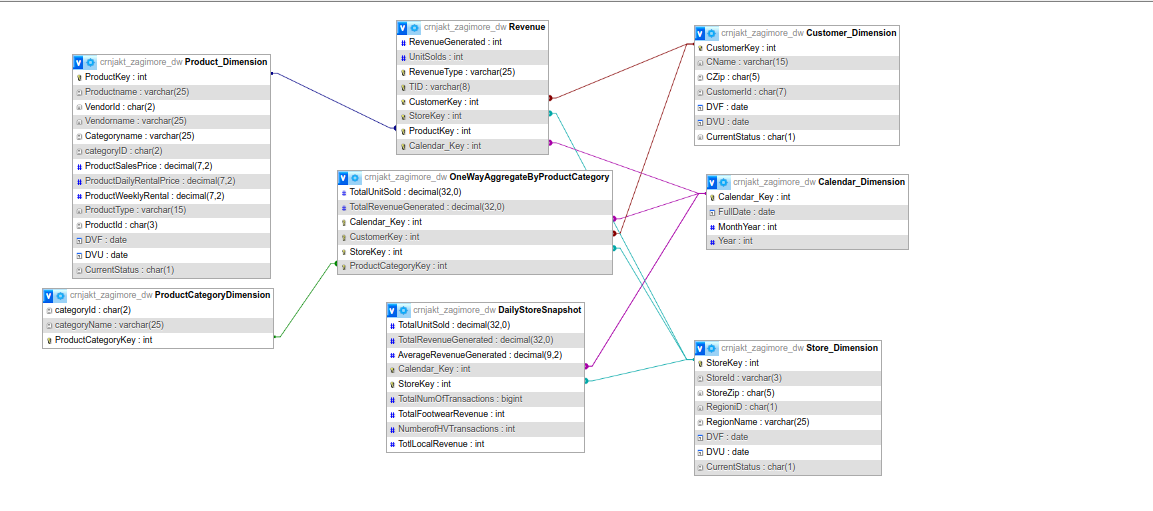 crnjakt_zagimore_dw Product_Dimension
ProductKey : int
Productname : varchar(25)
VendorId : char(2)
Vendorname : varchar(25)
Categoryname : varchar(25)
categoryID : char(2)
ProductSalesPrice : decimal(7,2)
ProductDailyRentalPrice : decimal(7,2)
ProductWeeklyRental : decimal(7,2)
ProductType : varchar(15)
ProductId : char(3)
DVF : date
DVU : date
CurrentStatus : char(1)
crnjakt_zagimore_dw ProductCategoryDimension
categoryId : char(2)
categoryName : varchar(25)
ProductCategoryKey : int
crnjakt_zagimore_dw Revenue
RevenueGenerated : int
UnitSolds : int
RevenueType : varchar(25)
TID : varchar(8)
CustomerKey : int
StoreKey : int
ProductKey : int
Calendar_Key : int
crnjakt_zagimore_dw OneWayAggregateByProductCategory
TotalUnitSold : decimal(32,0)
TotalRevenueGenerated : decimal(32,0)
Calendar_Key : int
CustomerKey : int
StoreKey : int
ProductCategoryKey : int
crnjakt_zagimore_dw DailyStoreSnapshot
TotalUnitSold : decimal(32,0)
TotalRevenueGenerated : decimal(32,0)
AverageRevenueGenerated : decimal(9,2)
Calendar_Key : int
StoreKey : int
TotalNumOfTransactions : bigint
TotalFootwearRevenue : int
NumberofHVTransactions : int
TotlLocalRevenue : int
crnjakt_zagimore_dw Customer_Dimension
CustomerKey : int
CName : varchar(15)
CZip : char(5)
CustomerId : char(7)
DVF : date
DVU : date
CurrentStatus : char(1)
crnjakt_zagimore_dw Calendar_Dimension
Calendar_Key : int
FullDate : date
MonthYear : int
Year : int
crnjakt_zagimore_dw Store_Dimension
StoreKey : int
StoreId : varchar(3)
StoreZip : char(5)
RegioniD : char(1)
RegionName : varchar(25)
DVF : date
DVU : date
CurrentStatus : char(1)